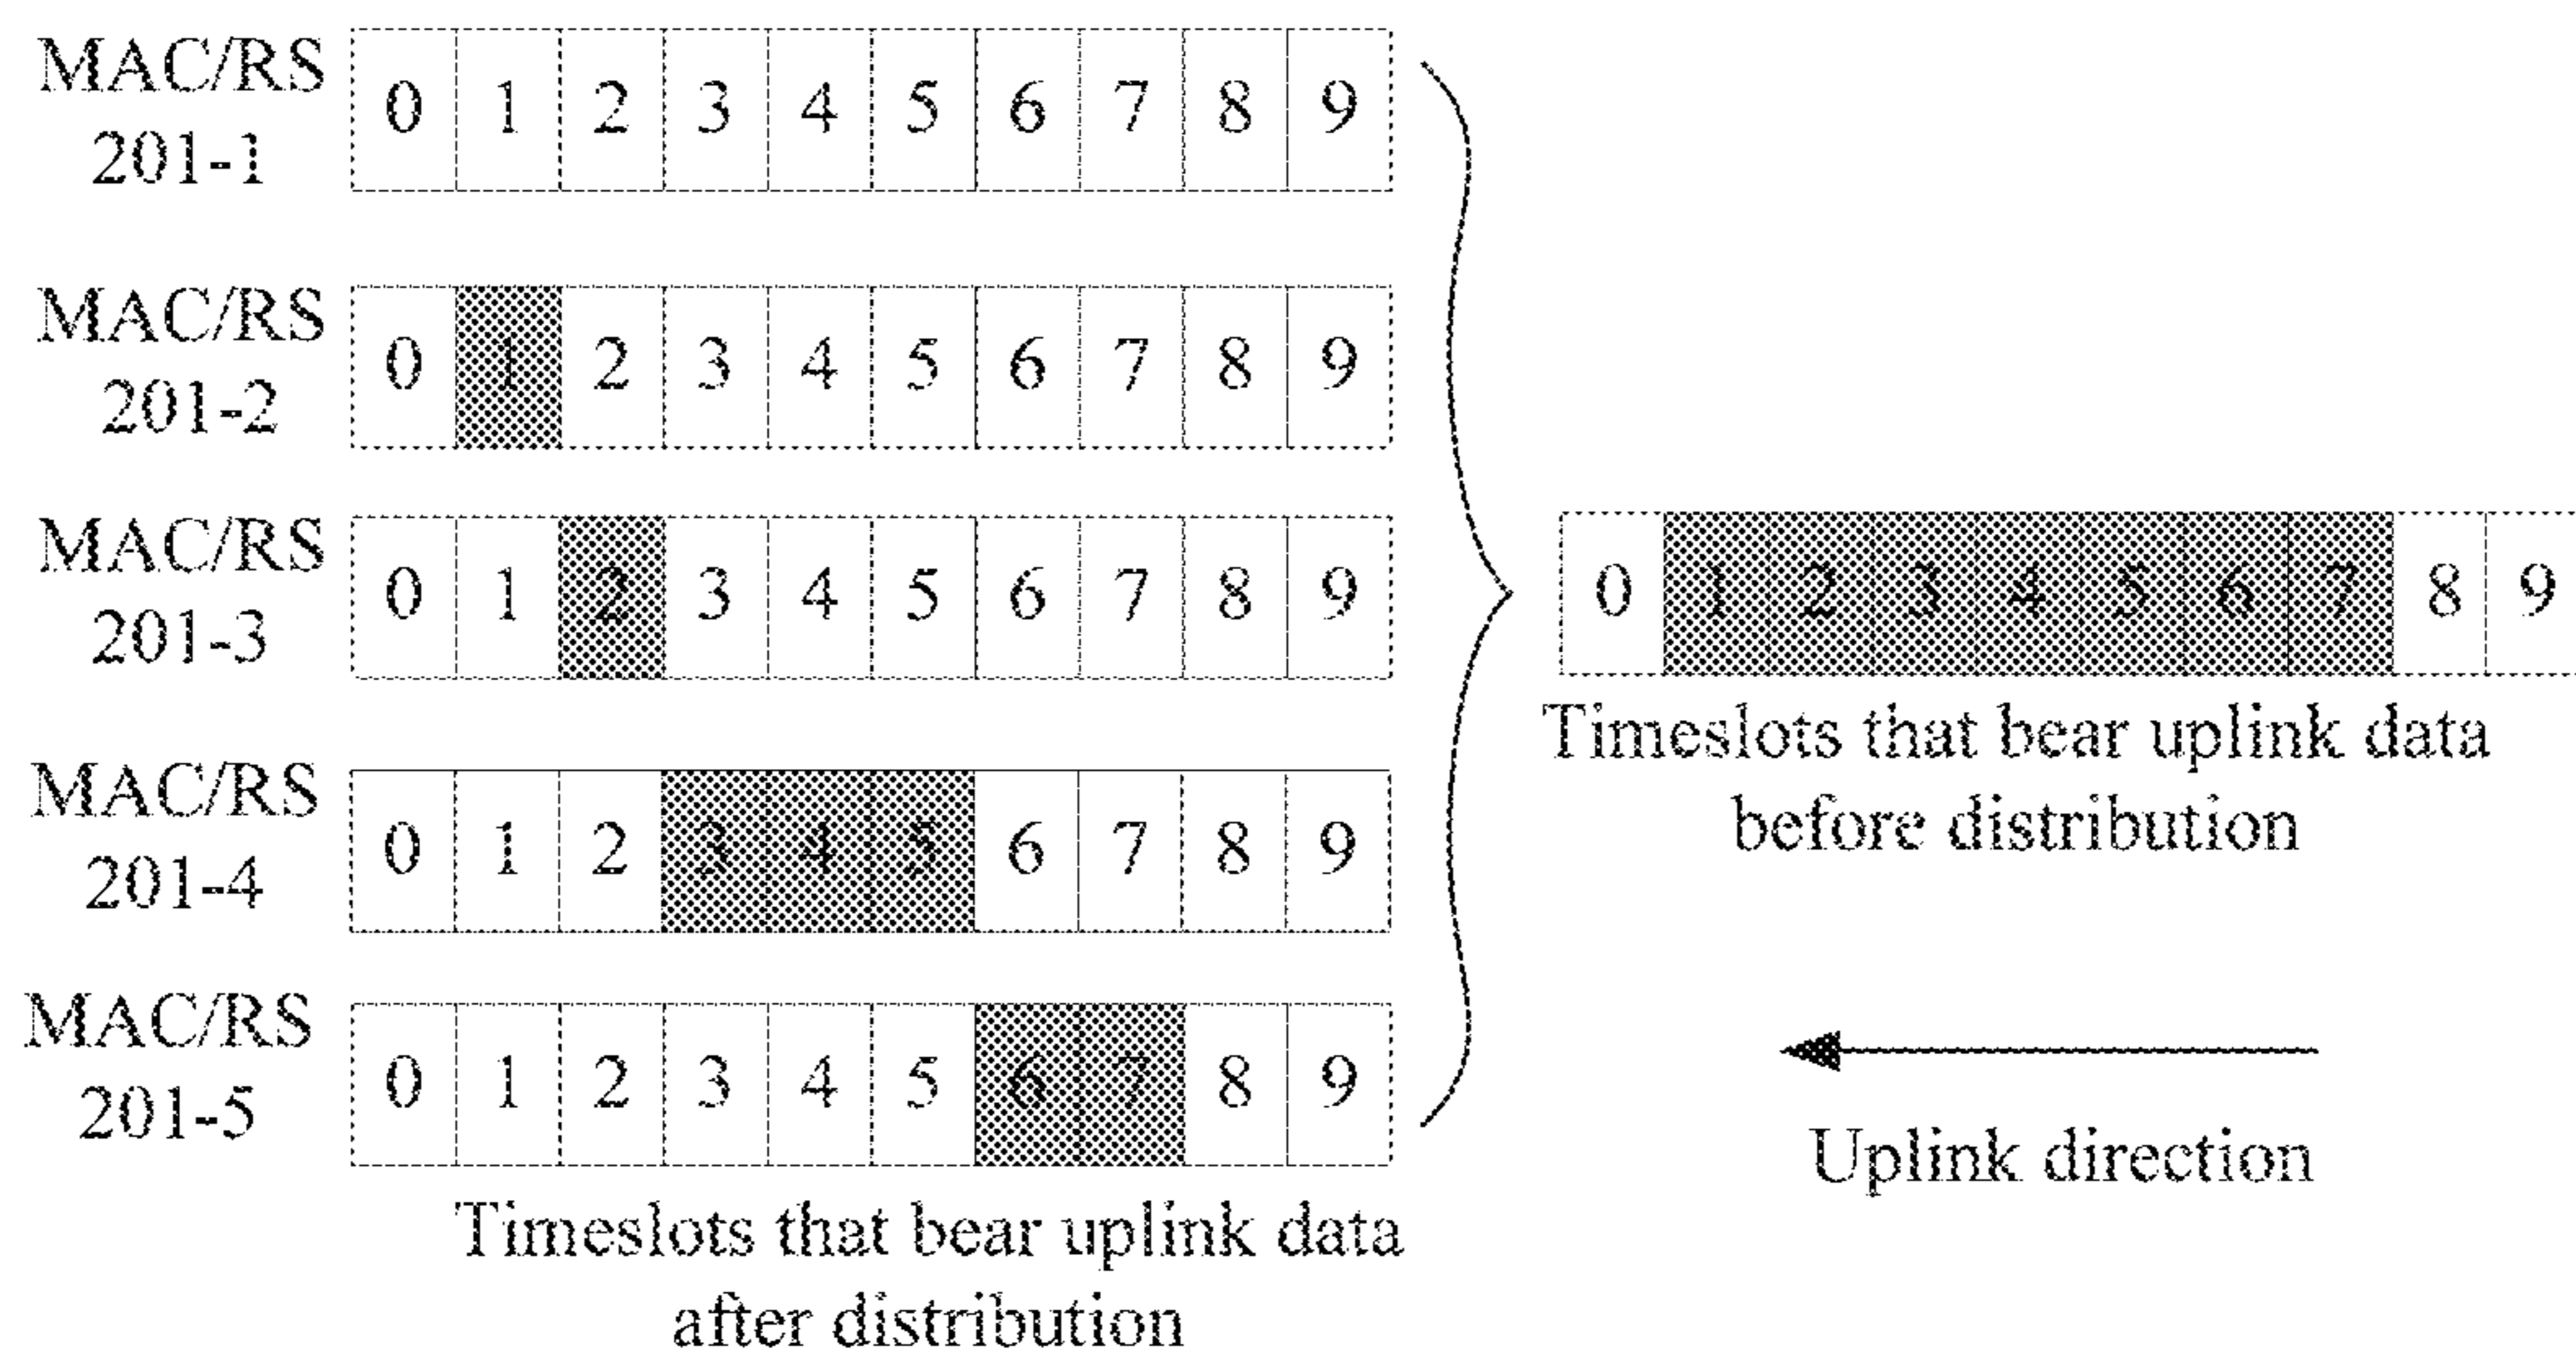 MAC/RS
201-1
0 1 2 3 4 5 6 7 8 9
MAC/RS
201-2
0 1 2 3 4 5 6 7 8 9
MAC/RS
201-3
0 1 2 3 4 5 6 7 8 9
MAC/RS
201-4
0 1 2 3 4 5 6 7 8 9
MAC/RS
201-5
0 1 2 3 4 5 6 7 8 9
Timeslots that bear uplink data
after distribution
0 1 2 3 4 5 6 7 8 9
Timeslots that bear uplink data
before distribution
Uplink direction